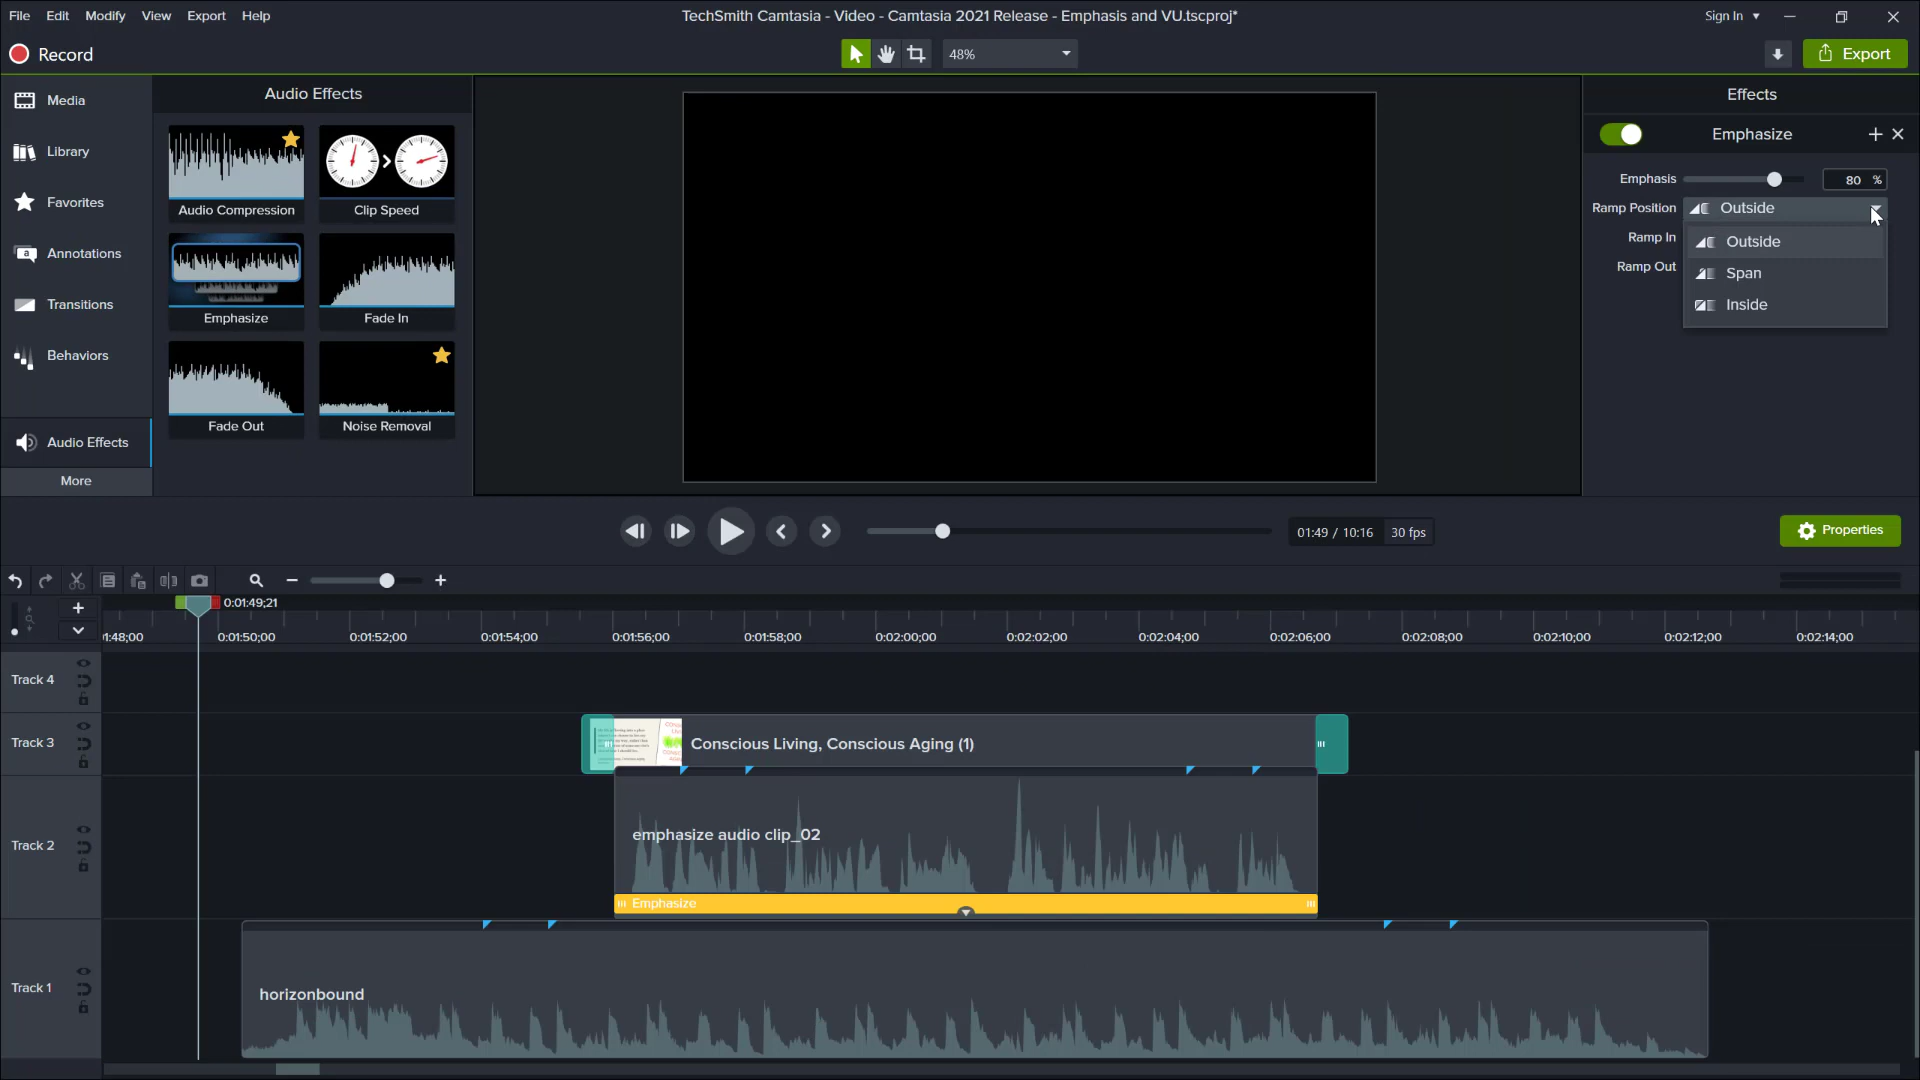 File Edit Modify View Export Help
TechSmith Camtasia - Video - Camtasia 2021 Release - Emphasis and VU.tscproj*
Sign In
Record
48%
Export
Media
Library
Favorites
Annotations
Transitions
Behaviors
Audio Effects
More
Audio Effects
Audio Compression
Clip Speed
Emphasize
Fade In
Fade Out
Noise Removal
Effects
Emphasize
Emphasis 80 %
Ramp Position Outside
Ramp In
Ramp Out
Outside
Span
Inside
01:49 / 10:16 30 fps
Properties
0:01:49;21
1:48;00 0:01:50;00 0:01:52;00 0:01:54;00 0:01:56;00 0:01:58;00 0:02:00;00 0:02:02;00 0:02:04;00 0:02:06;00 0:02:08;00 0:02:10;00 0:02:12;00 0:02:14;00
Track 4
Track 3
Conscious Living, Conscious Aging (1)
Track 2
emphasize audio clip_02
Emphasize
Track 1
horizonbound